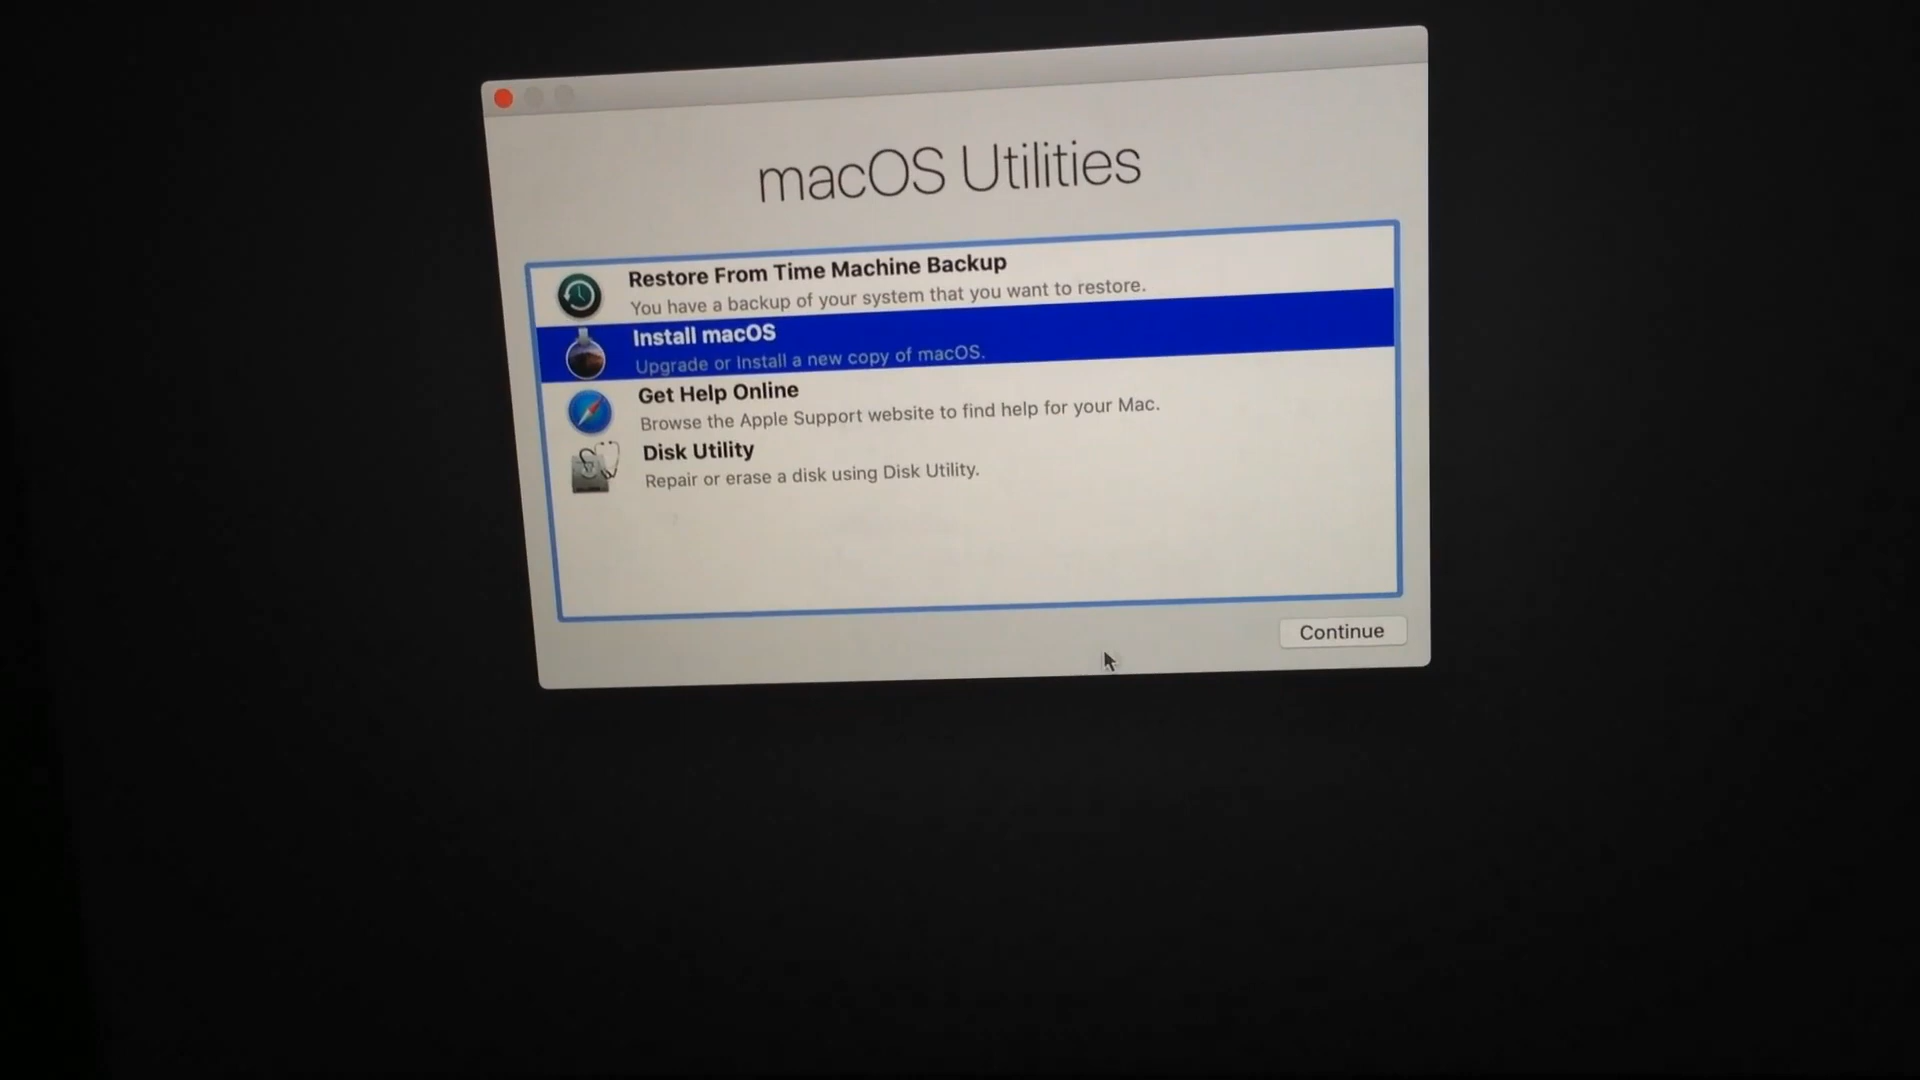 macOS Utilities
Restore From Time Machine Backup
You have a backup of your system that you want to restore.
Install macOS
Upgrade or Install a new copy of macOS.
Get Help Online
Browse the Apple Support website to find help for your Mac.
Disk Utility
Repair or erase a disk using Disk Utility.
Continue